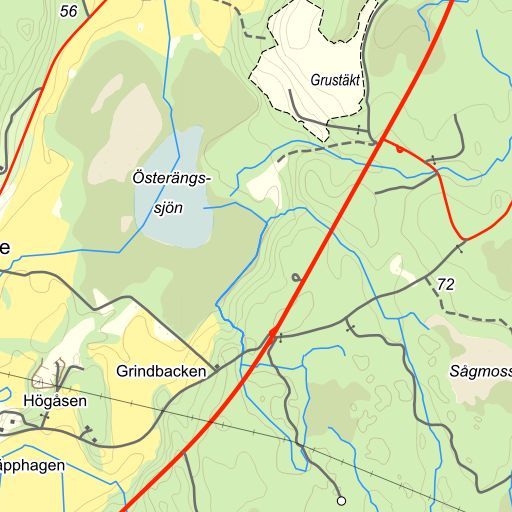 56
Grustäkt
Österängs-
sjön
e
72
Grindbacken
Sågmoss
Högåsen
äpphagen